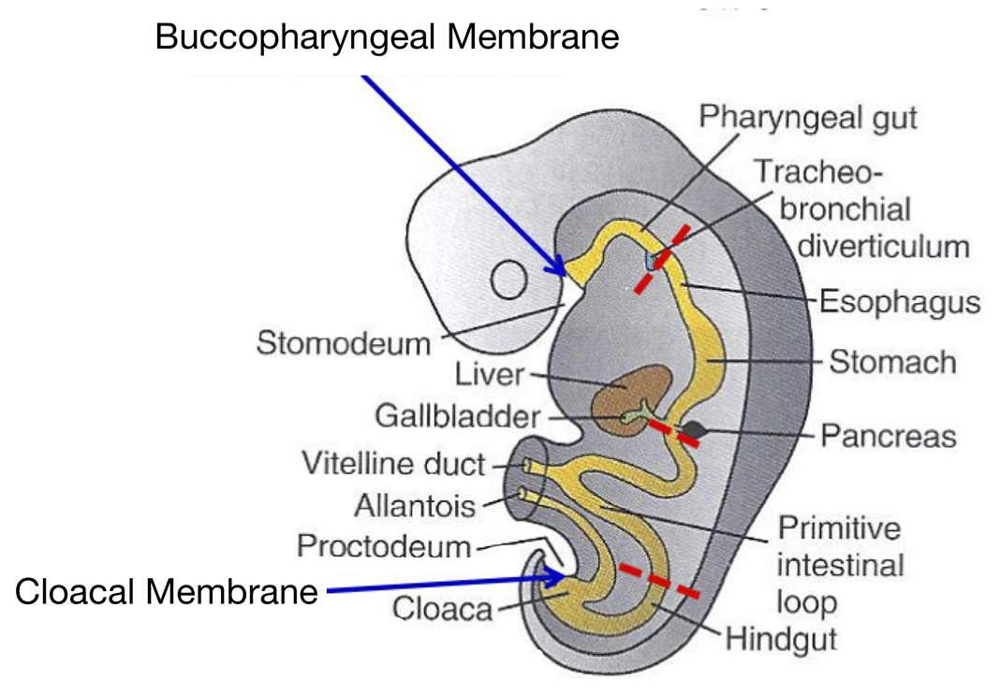 Buccopharyngeal Membrane
Pharyngeal gut
Tracheo-
bronchial
diverticulum
Esophagus
Stomodeum
Stomach
Liver
Gallbladder
Pancreas
Vitelline duct
Allantois
Proctodeum
Primitive
intestinal
loop
Cloacal Membrane
Cloaca
Hindgut